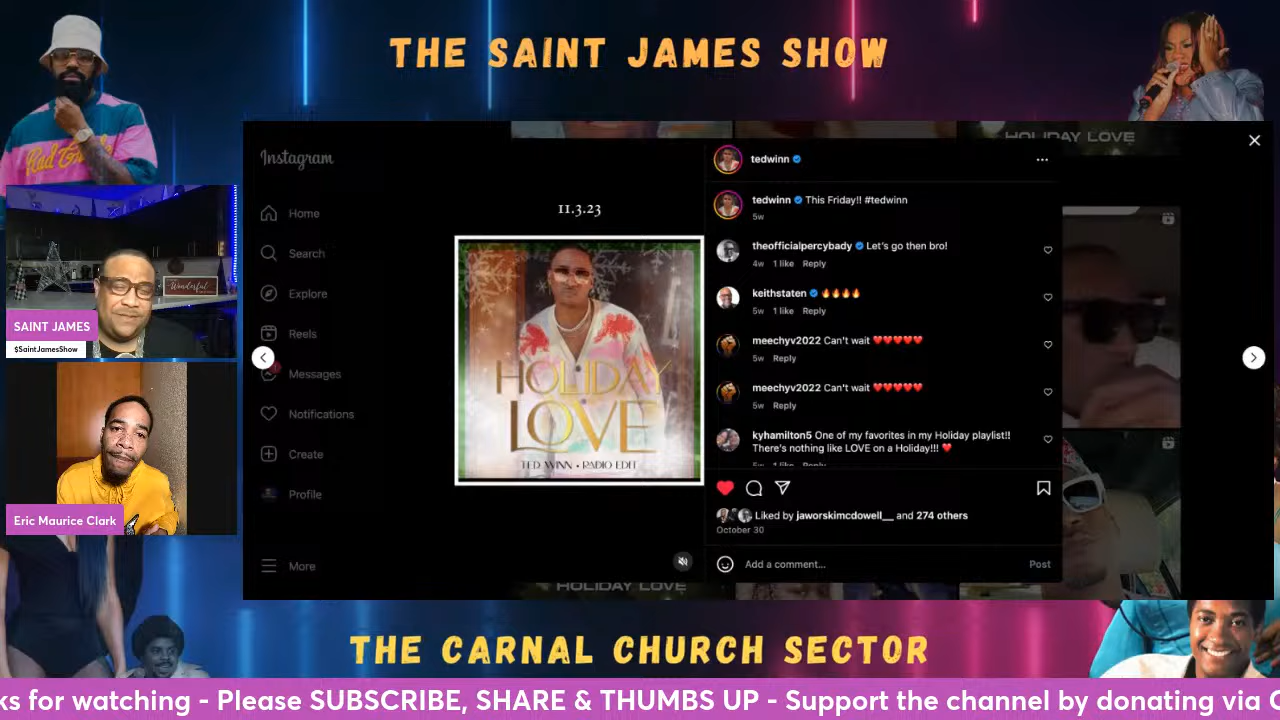 THE SAINT JAMES SHOW
HOLIDAY LOVE
Instagram
Home
Search
Explore
Reels
Messages
Notifications
Create
Profile
More
11.3.23
HOLIDAY
LOVE
TED WINN • RADIO EDIT
tedwinn
tedwinn This Friday!! #tedwinn
5w
theofficialpercybady Let's go then bro!
4w 1 like Reply
keithstaten 🔥🔥🔥🔥
5w 1 like Reply
meechyv2022 Can't wait ❤️❤️❤️❤️❤️
5w Reply
meechyv2022 Can't wait ❤️❤️❤️❤️❤️
5w Reply
kyhamilton5 One of my favorites in my Holiday playlist!!
There's nothing like LOVE on a Holiday!!! ❤️
5w 1 like Reply
Liked by jaworskimcdowell__ and 274 others
October 30
Add a comment...
Post
HOLIDAY LOVE
Wonderful
SAINT JAMES
$SaintJamesShow
Eric Maurice Clark
THE CARNAL CHURCH SECTOR
ks for watching - Please SUBSCRIBE, SHARE & THUMBS UP - Support the channel by donating via C